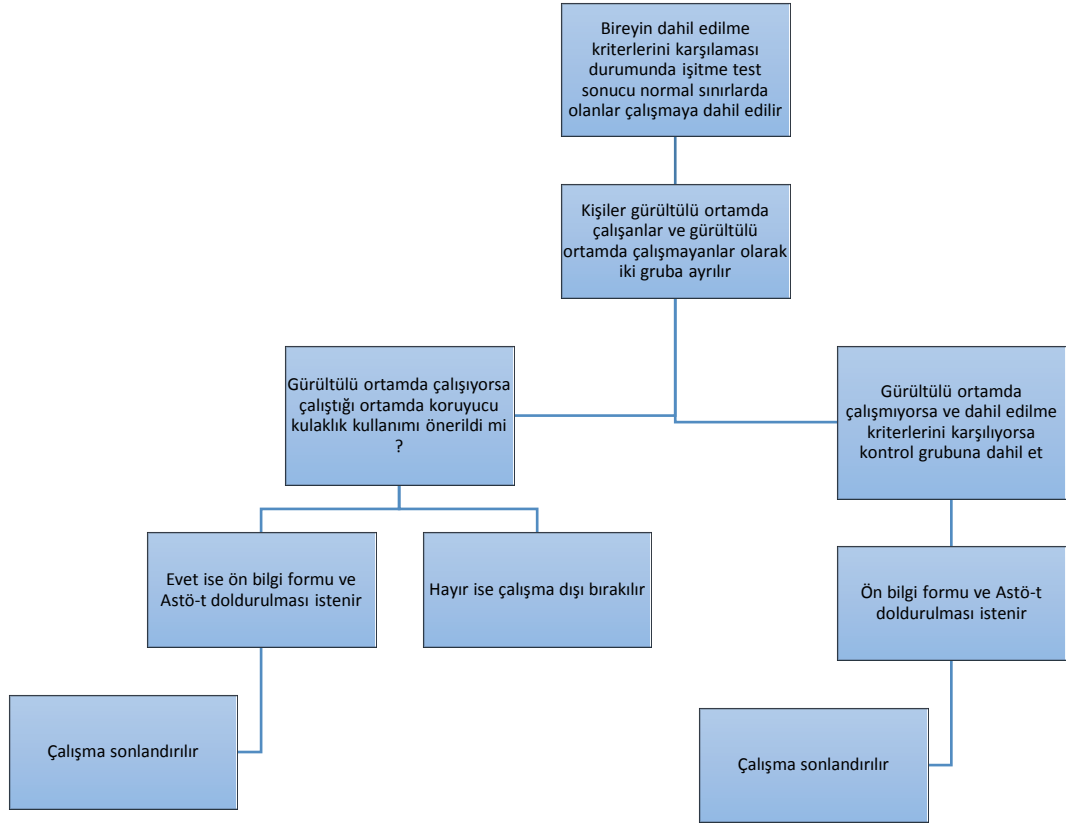 Bireyin dahil edilme
kriterlerini karşılaması
durumunda işitme test
sonucu normal sınırlarda
olanlar çalışmaya dahil edilir
Kişiler gürültülü ortamda
çalışanlar ve gürültülü
ortamda çalışmayanlar olarak
iki gruba ayrılır
Gürültülü ortamda çalışıyorsa
çalıştığı ortamda koruyucu
kulaklık kullanımı önerildi mi
?
Gürültülü ortamda
çalışmıyorsa ve dahil edilme
kriterlerini karşılıyorsa
kontrol grubuna dahil et
Evet ise ön bilgi formu ve
Astö-t doldurulması istenir
Hayır ise çalışma dışı bırakılır
Ön bilgi formu ve Astö-t
doldurulması istenir
Çalışma sonlandırılır
Çalışma sonlandırılır